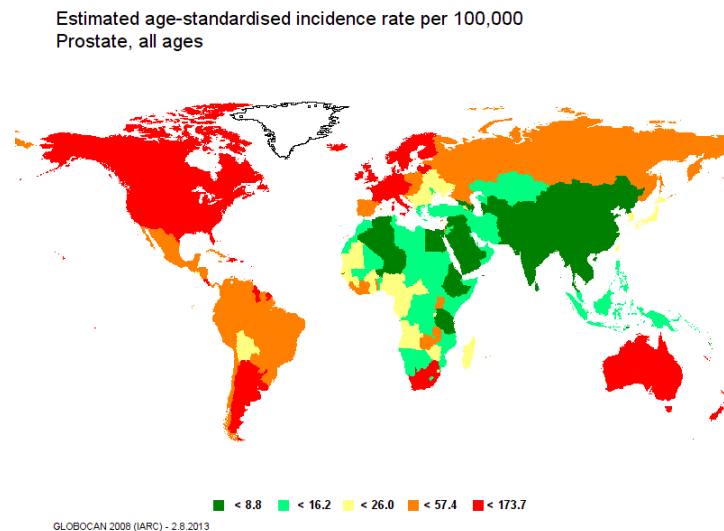 Estimated age-standardised incidence rate per 100,000
Prostate, all ages
< 8.8 < 16.2 < 26.0 < 57.4 < 173.7
GLOBOCAN 2008 (IARC) - 2.8.2013